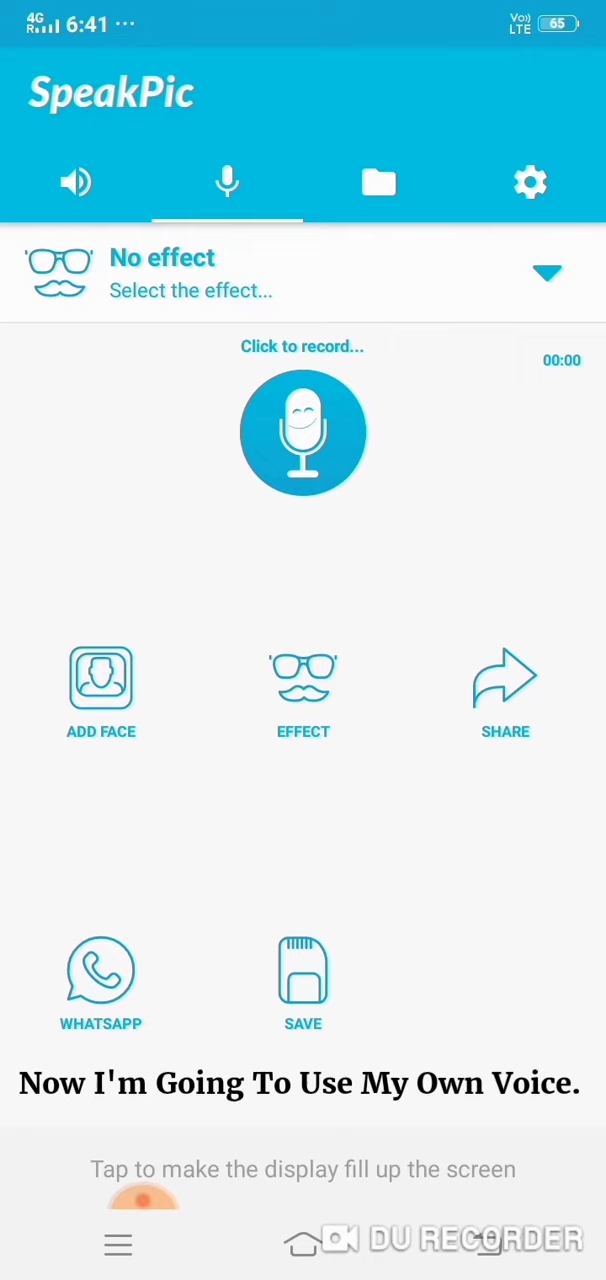 4G
R 6:41 ...
Vo))
LTE
65
SpeakPic
No effect
Select the effect...
Click to record...
00:00
ADD FACE
EFFECT
SHARE
WHATSAPP
SAVE
Now I'm Going To Use My Own Voice.
Tap to make the display fill up the screen
DU RECORDER